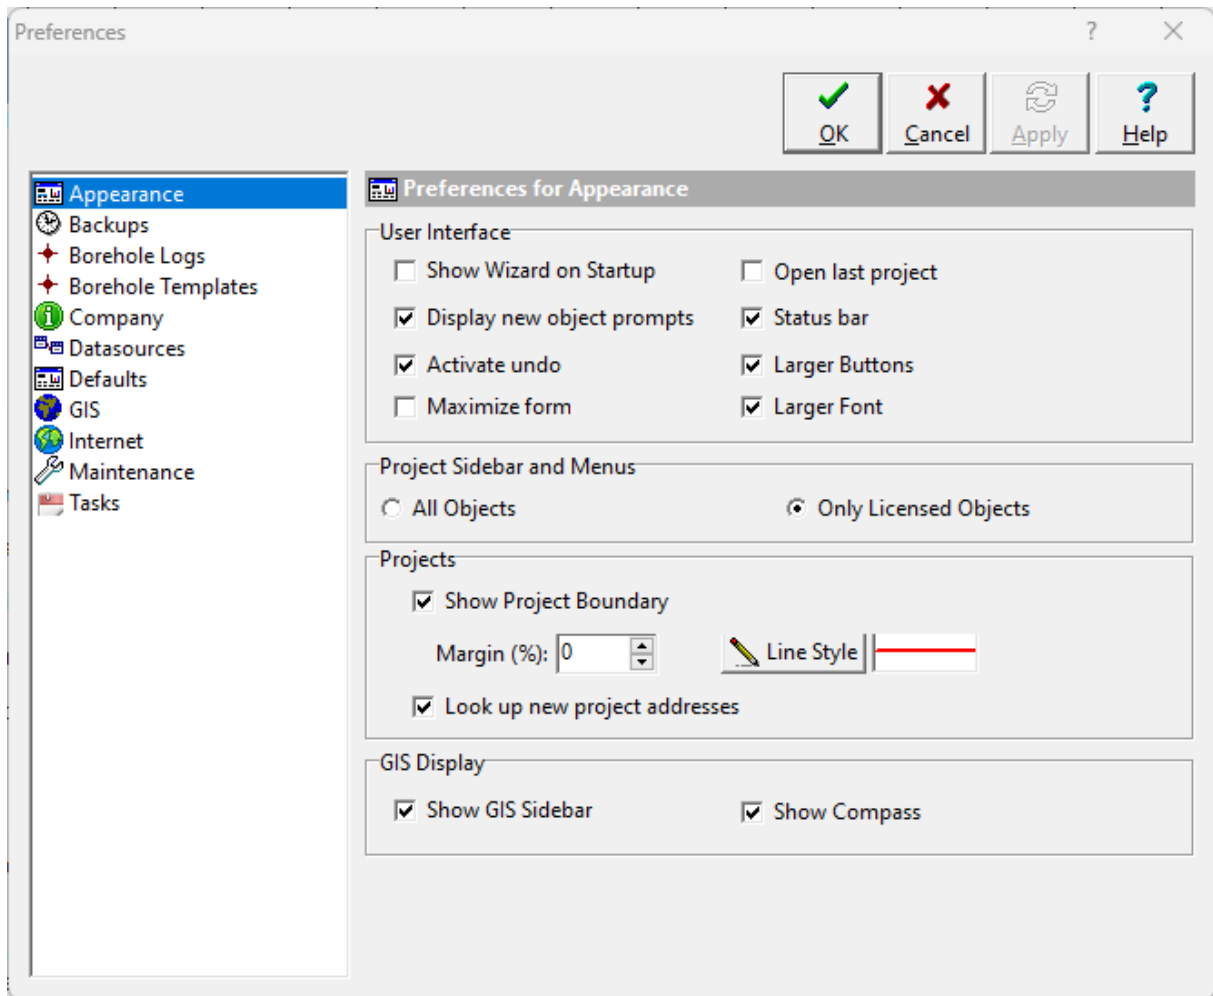 Preferences
?
OK
Cancel
Apply
Help
Appearance
Backups
Borehole Logs
Borehole Templates
Company
Datasources
Defaults
GIS
Internet
Maintenance
Tasks
Preferences for Appearance
User Interface
Show Wizard on Startup
Open last project
Display new object prompts
Status bar
Activate undo
Larger Buttons
Maximize form
Larger Font
Project Sidebar and Menus
All Objects
Only Licensed Objects
Projects
Show Project Boundary
Margin (%): 0
Line Style
Look up new project addresses
GIS Display
Show GIS Sidebar
Show Compass